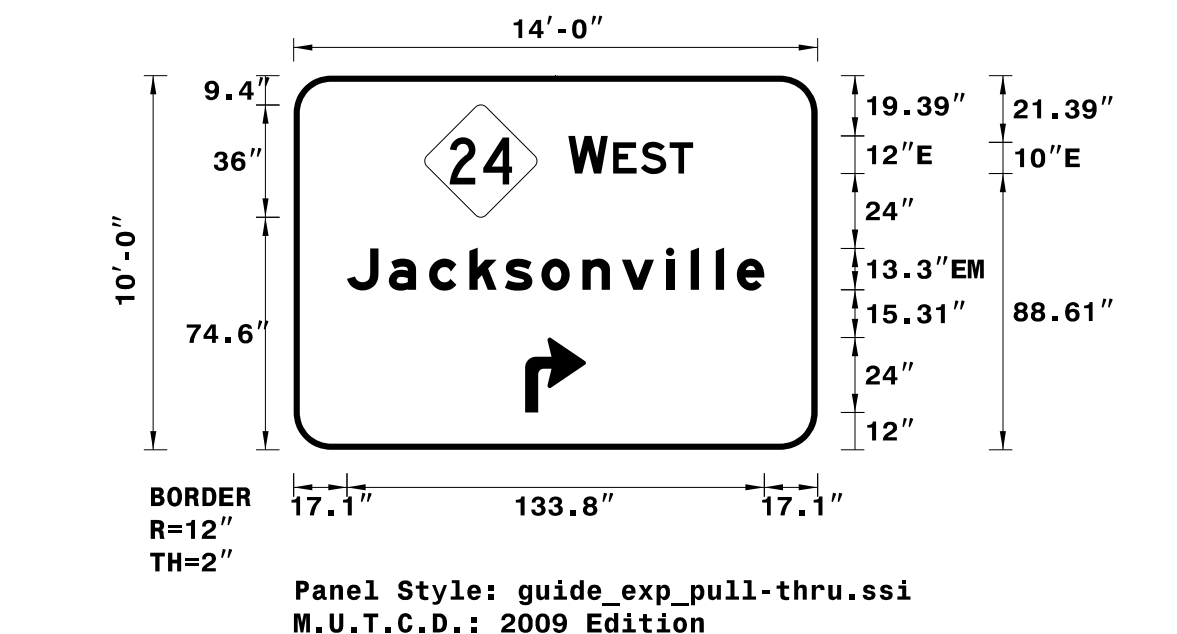 14'-0"
9.4"
36"
74.6"
10'-0"
24 WEST
Jacksonville
19.39"
12"E
24"
13.3"EM
15.31"
24"
12"
21.39"
10"E
88.61"
17.1" 133.8" 17.1"
BORDER
R=12"
TH=2"
Panel Style: guide_exp_pull-thru.ssi
M.U.T.C.D.: 2009 Edition